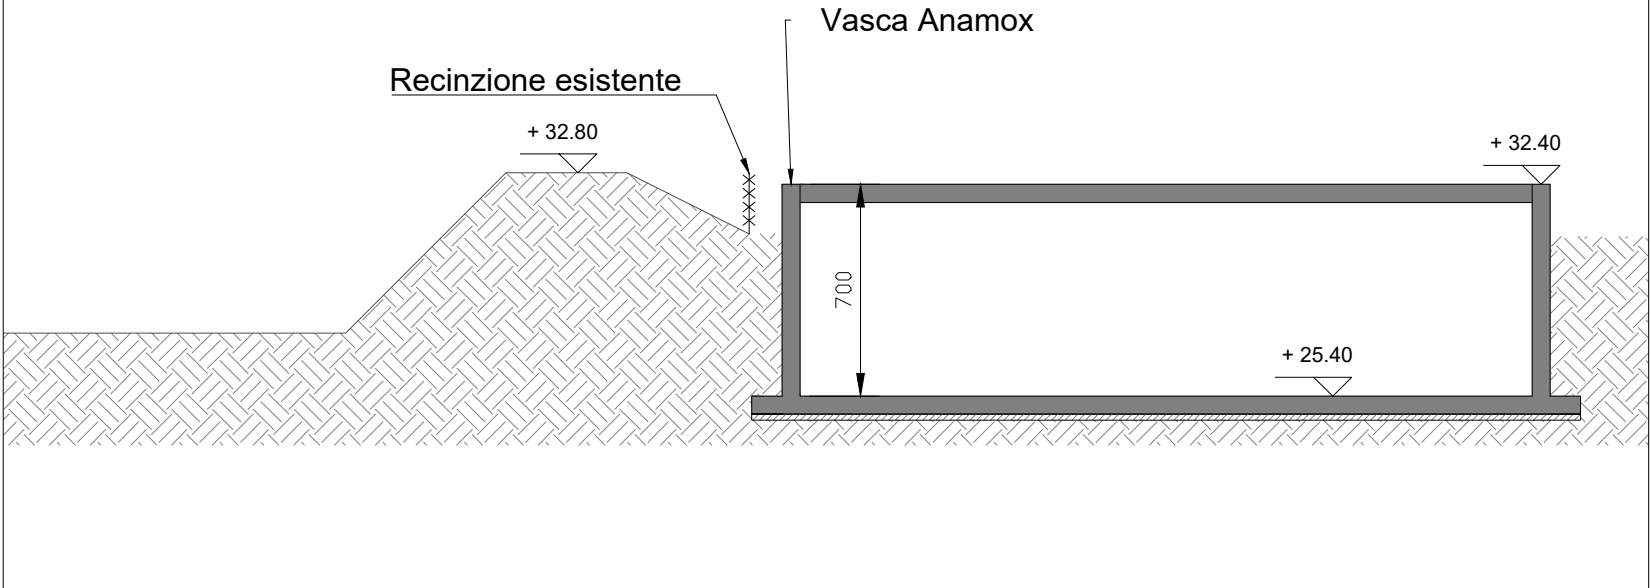 Vasca Anamox
Recinzione esistente
+ 32.80
+ 32.40
700
+ 25.40